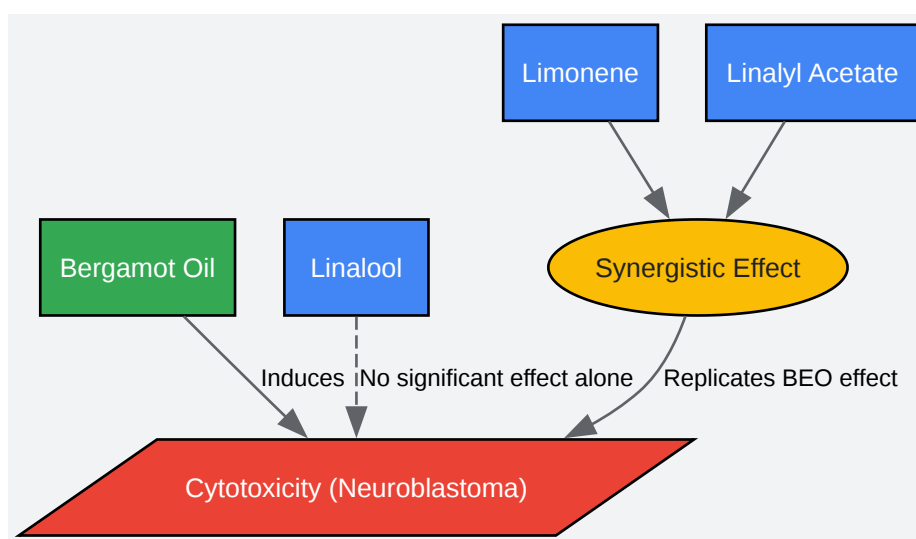 Limonene
Linalyl Acetate
Bergamot Oil
Linalool
Synergistic Effect
Induces
No significant effect alone
Replicates BEO effect
Cytotoxicity (Neuroblastoma)